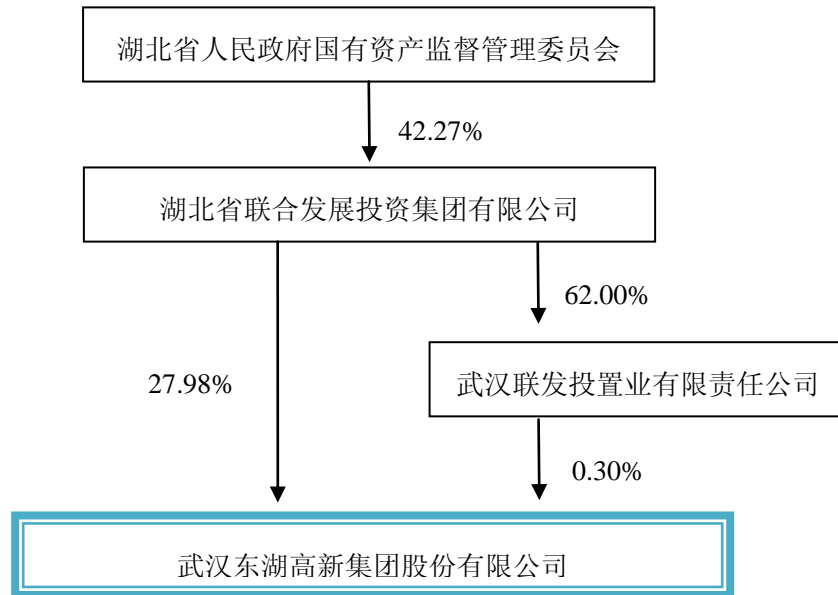 湖北省人民政府国有资产监督管理委员会
42.27%
湖北省联合发展投资集团有限公司
62.00%
27.98%
武汉联发投置业有限责任公司
0.30%
武汉东湖高新集团股份有限公司